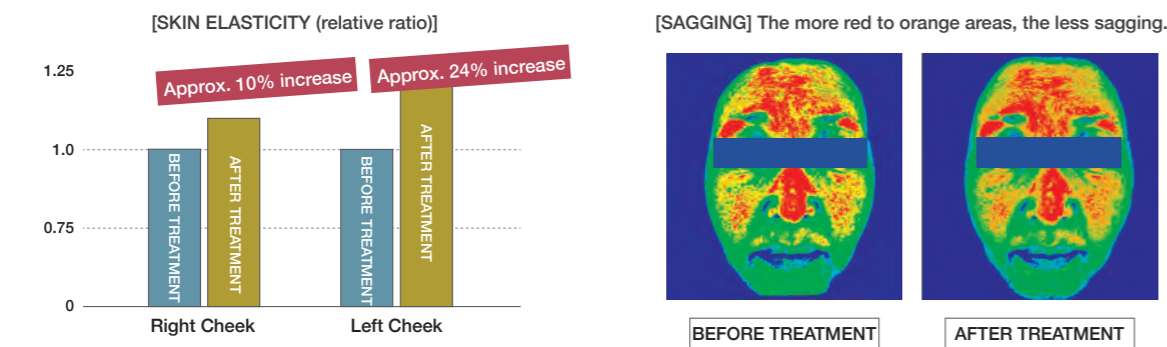 [SKIN ELASTICITY (relative ratio)]
1.25
1.0
0.75
0
Approx. 10% increase
Approx. 24% increase
BEFORE TREATMENT
AFTER TREATMENT
BEFORE TREATMENT
AFTER TREATMENT
Right Cheek
Left Cheek
[SAGGING] The more red to orange areas, the less sagging.
BEFORE TREATMENT
AFTER TREATMENT